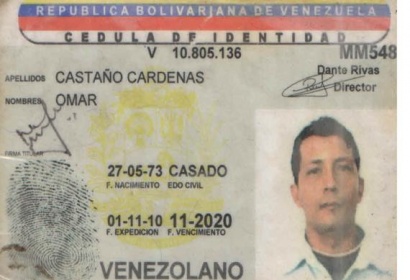 REPUBLICA BOLIVARIANA DE VENEZUELA
CEDULA DE IDENTIDAD
V 10.805.136
MM548
APELLIDOS CASTAÑO CARDENAS
Dante Rivas
Director
NOMBRES OMAR
FIRMA TITULAR
27-05-73 CASADO
F. NACIMIENTO EDO CIVIL
01-11-10 11-2020
F. EXPEDICION F. VENCIMIENTO
VENEZOLANO